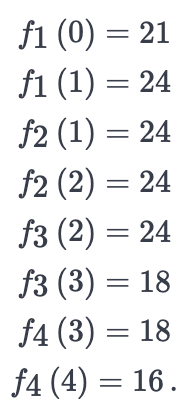 f1 (0) = 21
f1 (1) = 24
f2 (1) = 24
f2 (2) = 24
f3 (2) = 24
f3 (3) = 18
f4 (3) = 18
f4 (4) = 16 .